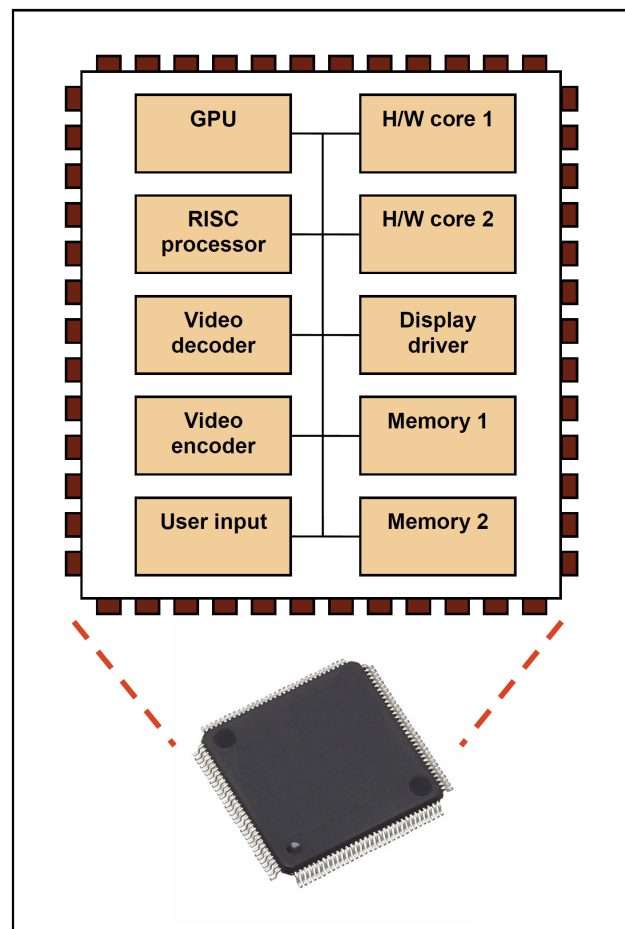 GPU
H/W core 1
RISC
processor
H/W core 2
Video
decoder
Display
driver
Video
encoder
Memory 1
User input
Memory 2